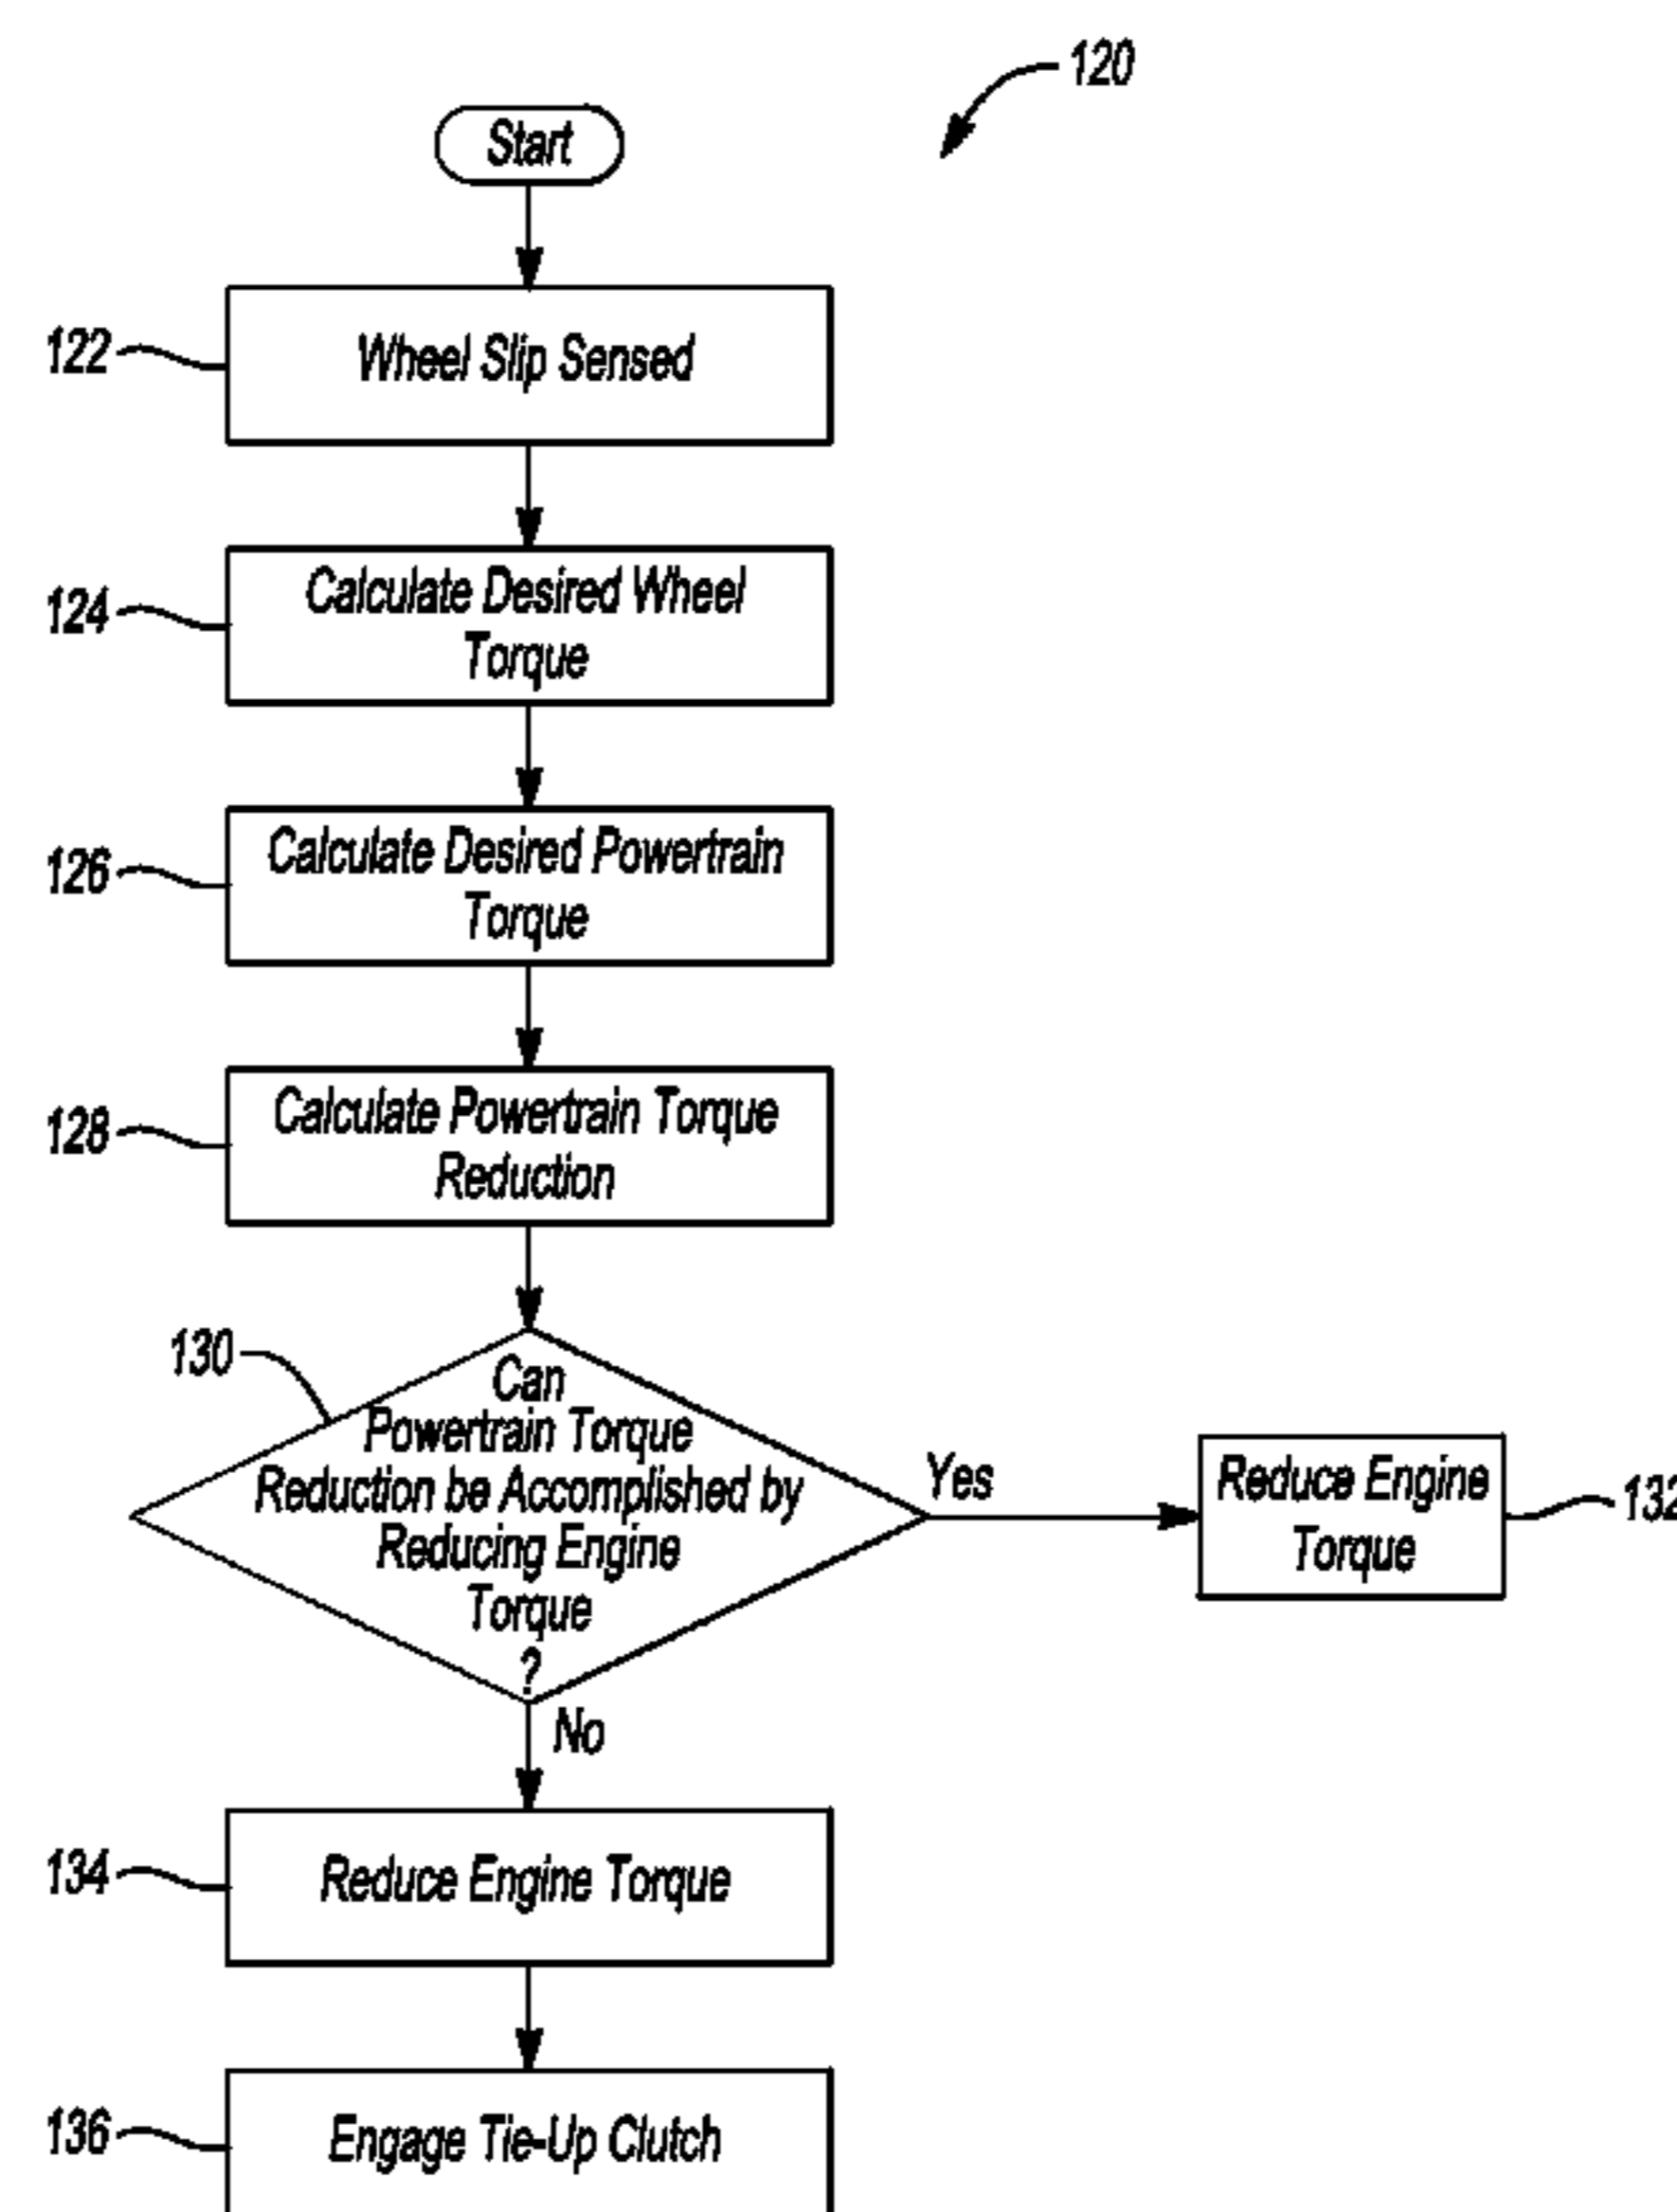 120
Start
122
Wheel Slip Sensed
124
Calculate Desired Wheel
Torque
126
Calculate Desired Powertrain
Torque
128
Calculate Powertrain Torque
Reduction
130
Can
Powertrain Torque
Reduction be Accomplished by
Reducing Engine
Torque
?
Yes
Reduce Engine
Torque
132
No
134
Reduce Engine Torque
136
Engage Tie-Up Clutch